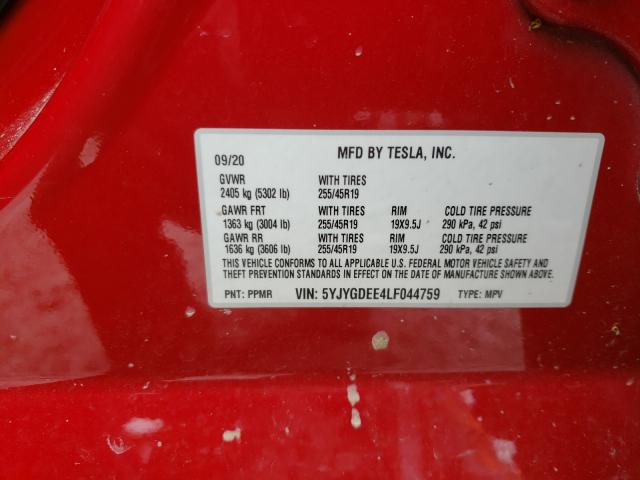 09/20 MFD BY TESLA, INC.
GVWR WITH TIRES
2405 kg (5302 lb) 255/45R19
GAWR FRT WITH TIRES RIM COLD TIRE PRESSURE
1363 kg (3004 lb) 255/45R19 19X9.5J 290 kPa, 42 psi
GAWR RR WITH TIRES RIM COLD TIRE PRESSURE
1636 kg (3606 lb) 255/45R19 19X9.5J 290 kPa, 42 psi
THIS VEHICLE CONFORMS TO ALL APPLICABLE U.S. FEDERAL MOTOR VEHICLE SAFETY AND
THEFT PREVENTION STANDARDS IN EFFECT ON THE DATE OF MANUFACTURE SHOWN ABOVE.
PNT: PPMR VIN: 5YJYGDEE4LF044759 TYPE: MPV